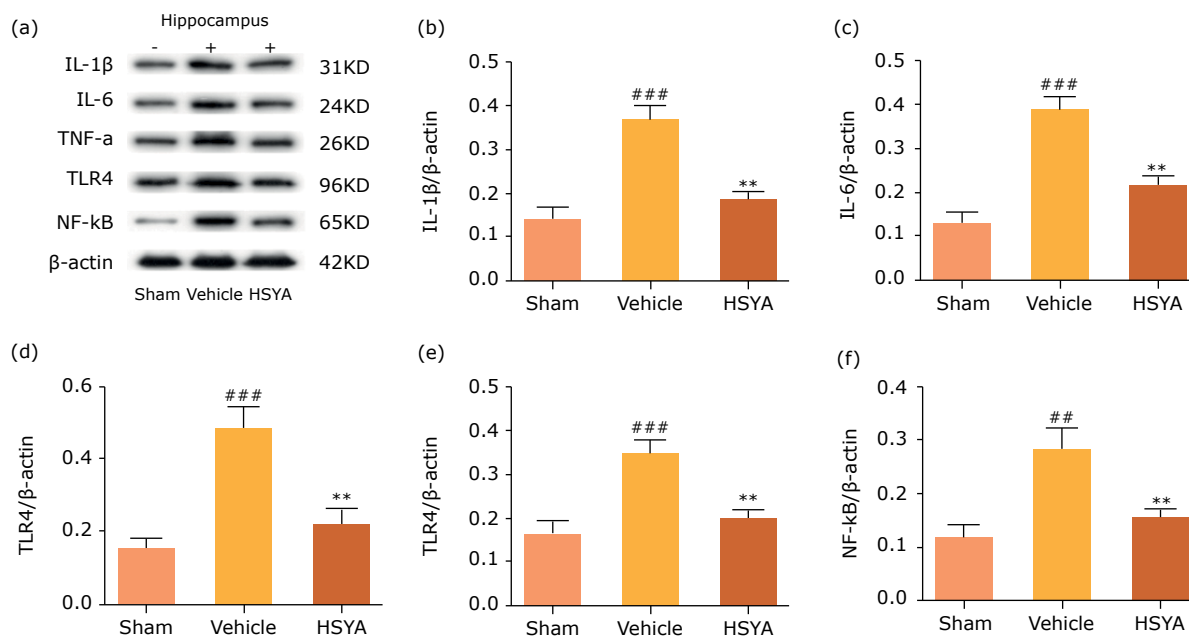 (a)
Hippocampus
- + +
IL-1β 31KD
IL-6 24KD
TNF-a 26KD
TLR4 96KD
NF-kB 65KD
β-actin 42KD
Sham Vehicle HSYA
(b)
IL-1β/β-actin
0.5
0.4
0.3
0.2
0.1
0.0
###
**
Sham Vehicle HSYA
(c)
IL-6/β-actin
0.5
0.4
0.3
0.2
0.1
0.0
###
**
Sham Vehicle HSYA
(d)
TLR4/β-actin
0.6
0.4
0.2
0.0
###
**
Sham Vehicle HSYA
(e)
TLR4/β-actin
0.5
0.4
0.3
0.2
0.1
0.0
###
**
Sham Vehicle HSYA
(f)
NF-kB/β-actin
0.4
0.3
0.2
0.1
0.0
##
**
Sham Vehicle HSYA